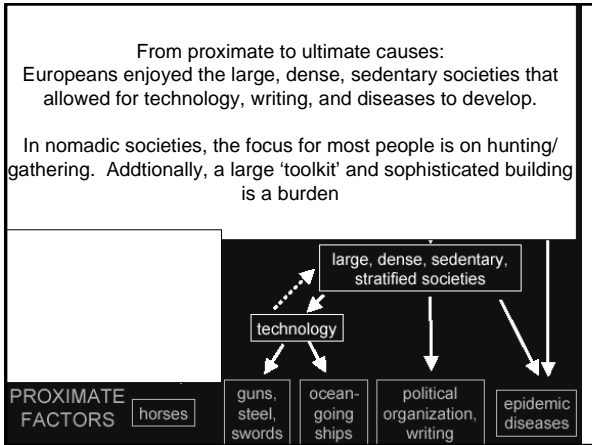 From proximate to ultimate causes:
Europeans enjoyed the large, dense, sedentary societies that
allowed for technology, writing, and diseases to develop.
In nomadic societies, the focus for most people is on hunting/
gathering. Addtionally, a large ‘toolkit’ and sophisticated building
is a burden
large, dense, sedentary,
stratified societies
technology
PROXIMATE
FACTORS
horses
guns,
steel,
swords
ocean-
going
ships
political
organization,
writing
epidemic
diseases